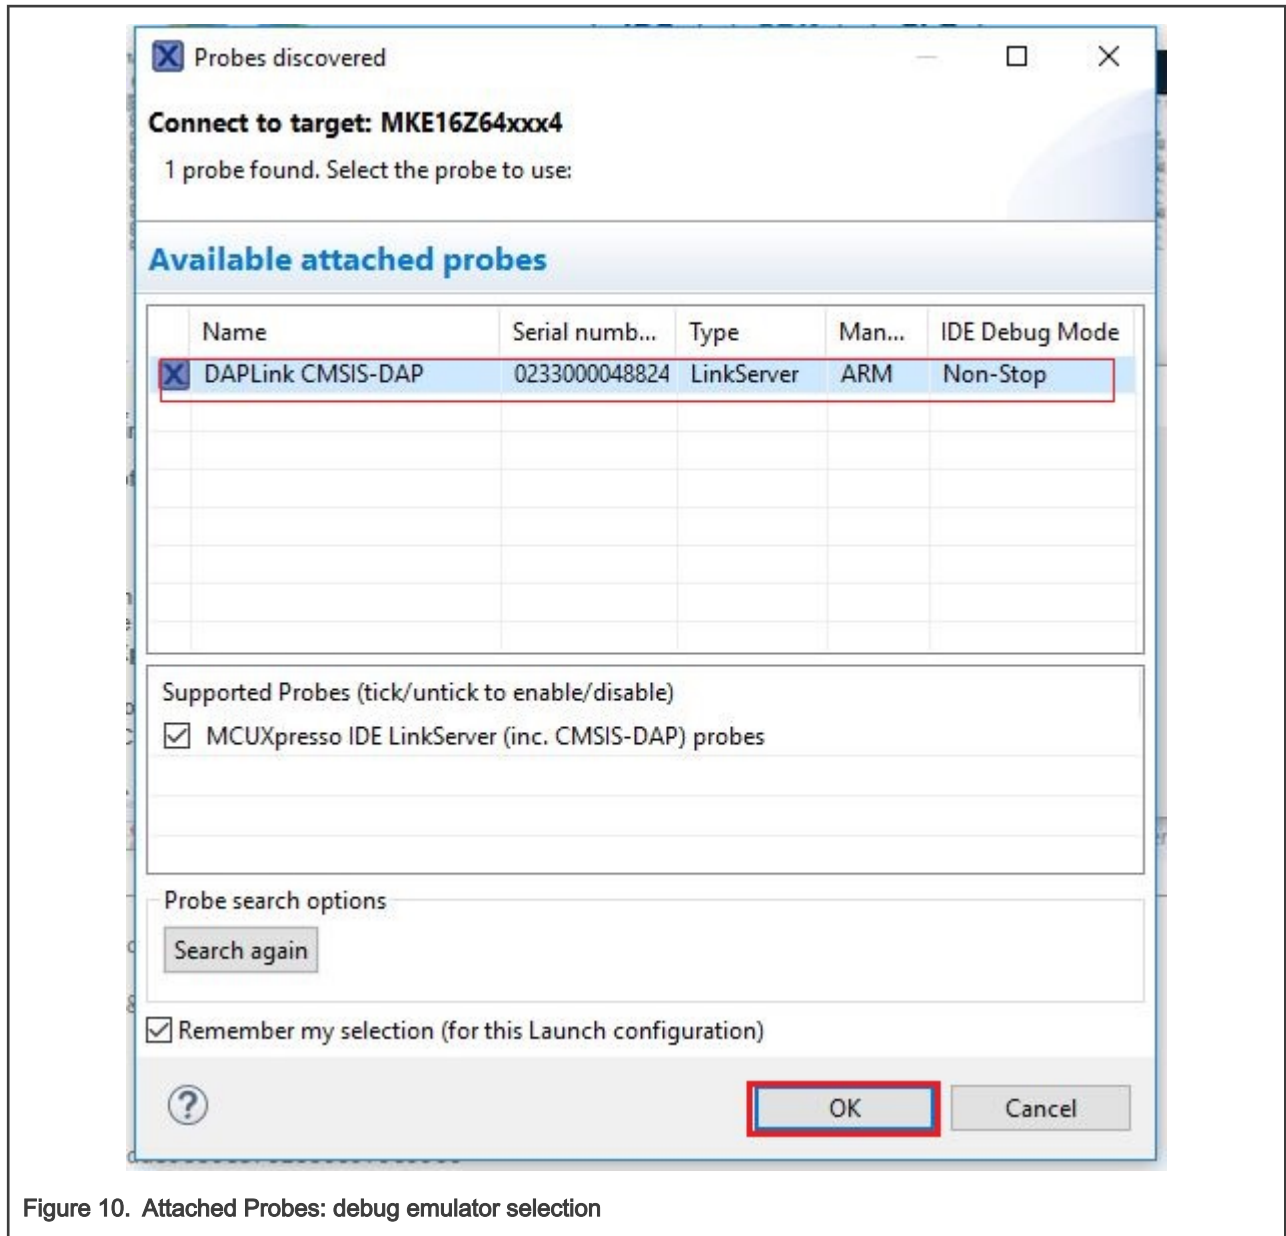 Probes discovered
Connect to target: MKE16Z64xxx4
1 probe found. Select the probe to use:
Available attached probes
Name Serial numb... Type Man... IDE Debug Mode
DAPLink CMSIS-DAP 0233000048824 LinkServer ARM Non-Stop
Supported Probes (tick/untick to enable/disable)
MCUXpresso IDE LinkServer (inc. CMSIS-DAP) probes
Probe search options
Search again
Remember my selection (for this Launch configuration)
OK Cancel
Figure 10. Attached Probes: debug emulator selection